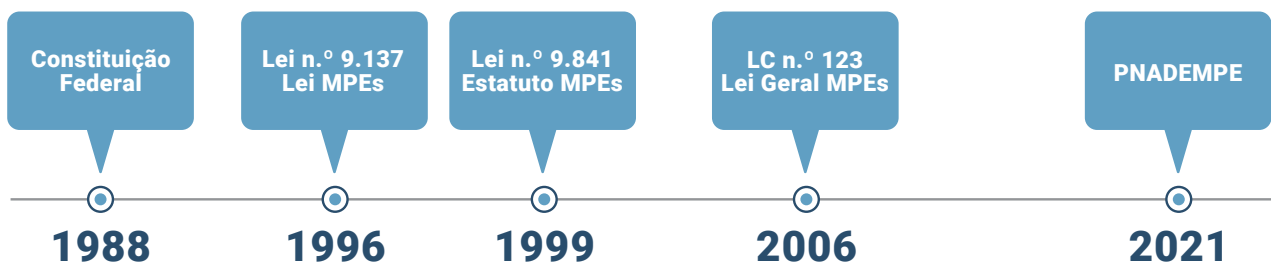 Constituição
Federal
Lei n.º 9.137
Lei MPEs
Lei n.º 9.841
Estatuto MPEs
LC n.º 123
Lei Geral MPEs
PNADEMPE
1988
1996
1999
2006
2021